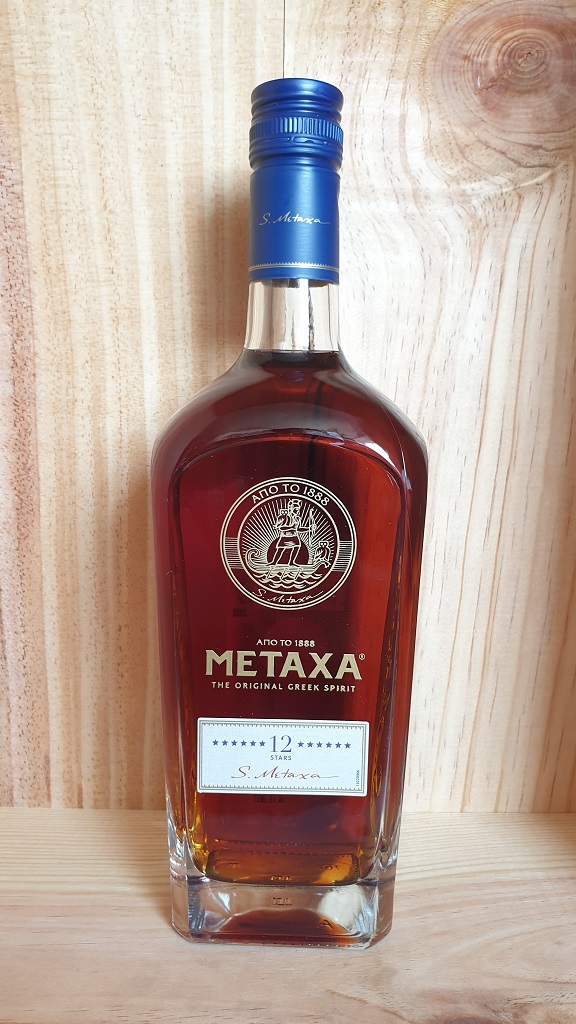 S. Metaxa
ΑΠΟ ΤΟ 1888
S. Metaxa
ΑΠΟ ΤΟ 1888
METAXA®
THE ORIGINAL GREEK SPIRIT
★★★★★★ 12 ★★★★★★
STARS
S. Metaxa